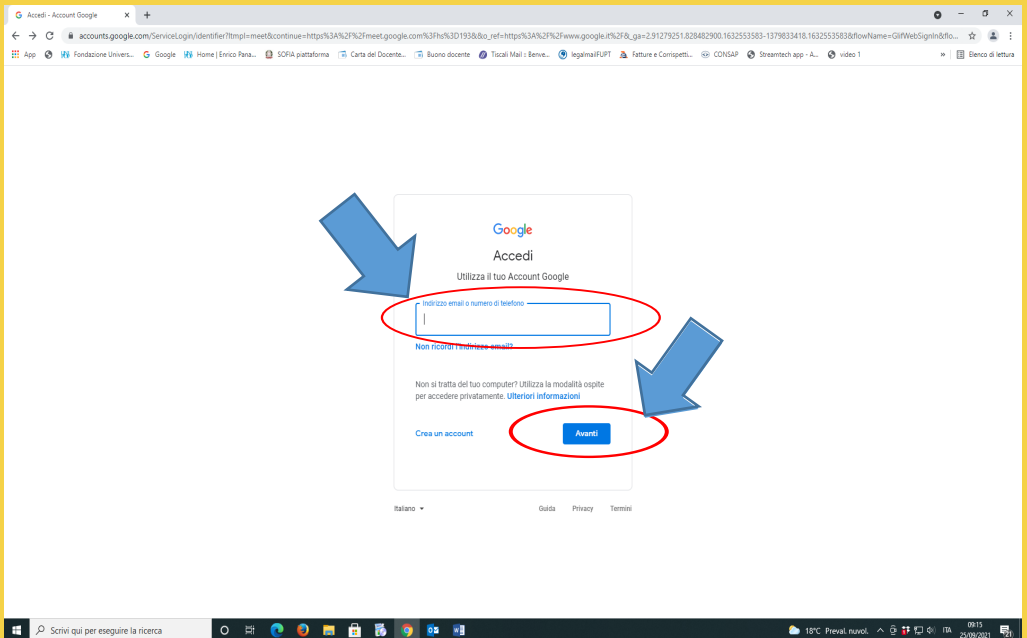 Accedi - Account Google
accounts.google.com/ServiceLogin/identifier?ltmpl=meet&continue=https%3A%2F%2Fmeet.google.com%3Fhs%3D193&&o_ref=https%3A%2F%2Fwww.google.it%2F&_ga=2.91279251.828482900.1632553583-1379833418.1632553583&flowName=GlifWebSignIn&flo...
App Fondazione Univers... Google Home | Enrico Pana... SOFIA piattaforma Carta del Docente... Buono docente Tiscali Mail :: Benve... legalmailFUPT Fatture e Corrispetti... CONSAP Streamtech app - A... video 1 » Elenco di lettura
Google
Accedi
Utilizza il tuo Account Google
Indirizzo email o numero di telefono
Non ricordi l'indirizzo email?
Non si tratta del tuo computer? Utilizza la modalità ospite
per accedere privatamente. Ulteriori informazioni
Crea un account Avanti
Italiano Guida Privacy Termini
Scrivi qui per eseguire la ricerca 18°C Preval. nuvol. ITA 09:15
25/09/2021 21